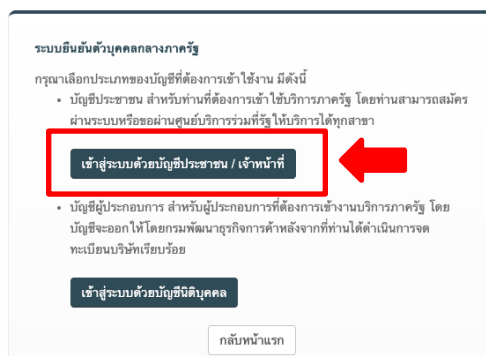 ระบบยืนยันตัวบุคคลกลางภาครัฐ
กรุณาเลือกประเภทของบัญชีที่ต้องการเข้าใช้งาน มีดังนี้
• บัญชีประชาชน สำหรับท่านที่ต้องการเข้าใช้บริการภาครัฐ โดยท่านสามารถสมัคร
ผ่านระบบหรือขอผ่านศูนย์บริการร่วมที่รัฐให้บริการได้ทุกสาขา
เข้าสู่ระบบด้วยบัญชีประชาชน / เจ้าหน้าที่
• บัญชีผู้ประกอบการ สำหรับผู้ประกอบการที่ต้องการเข้างานบริการภาครัฐ โดย
บัญชีจะออกให้โดยกรมพัฒนาธุรกิจการค้าหลังจากที่ท่านได้ดำเนินการจด
ทะเบียนบริษัทเรียบร้อย
เข้าสู่ระบบด้วยบัญชีนิติบุคคล
กลับหน้าแรก